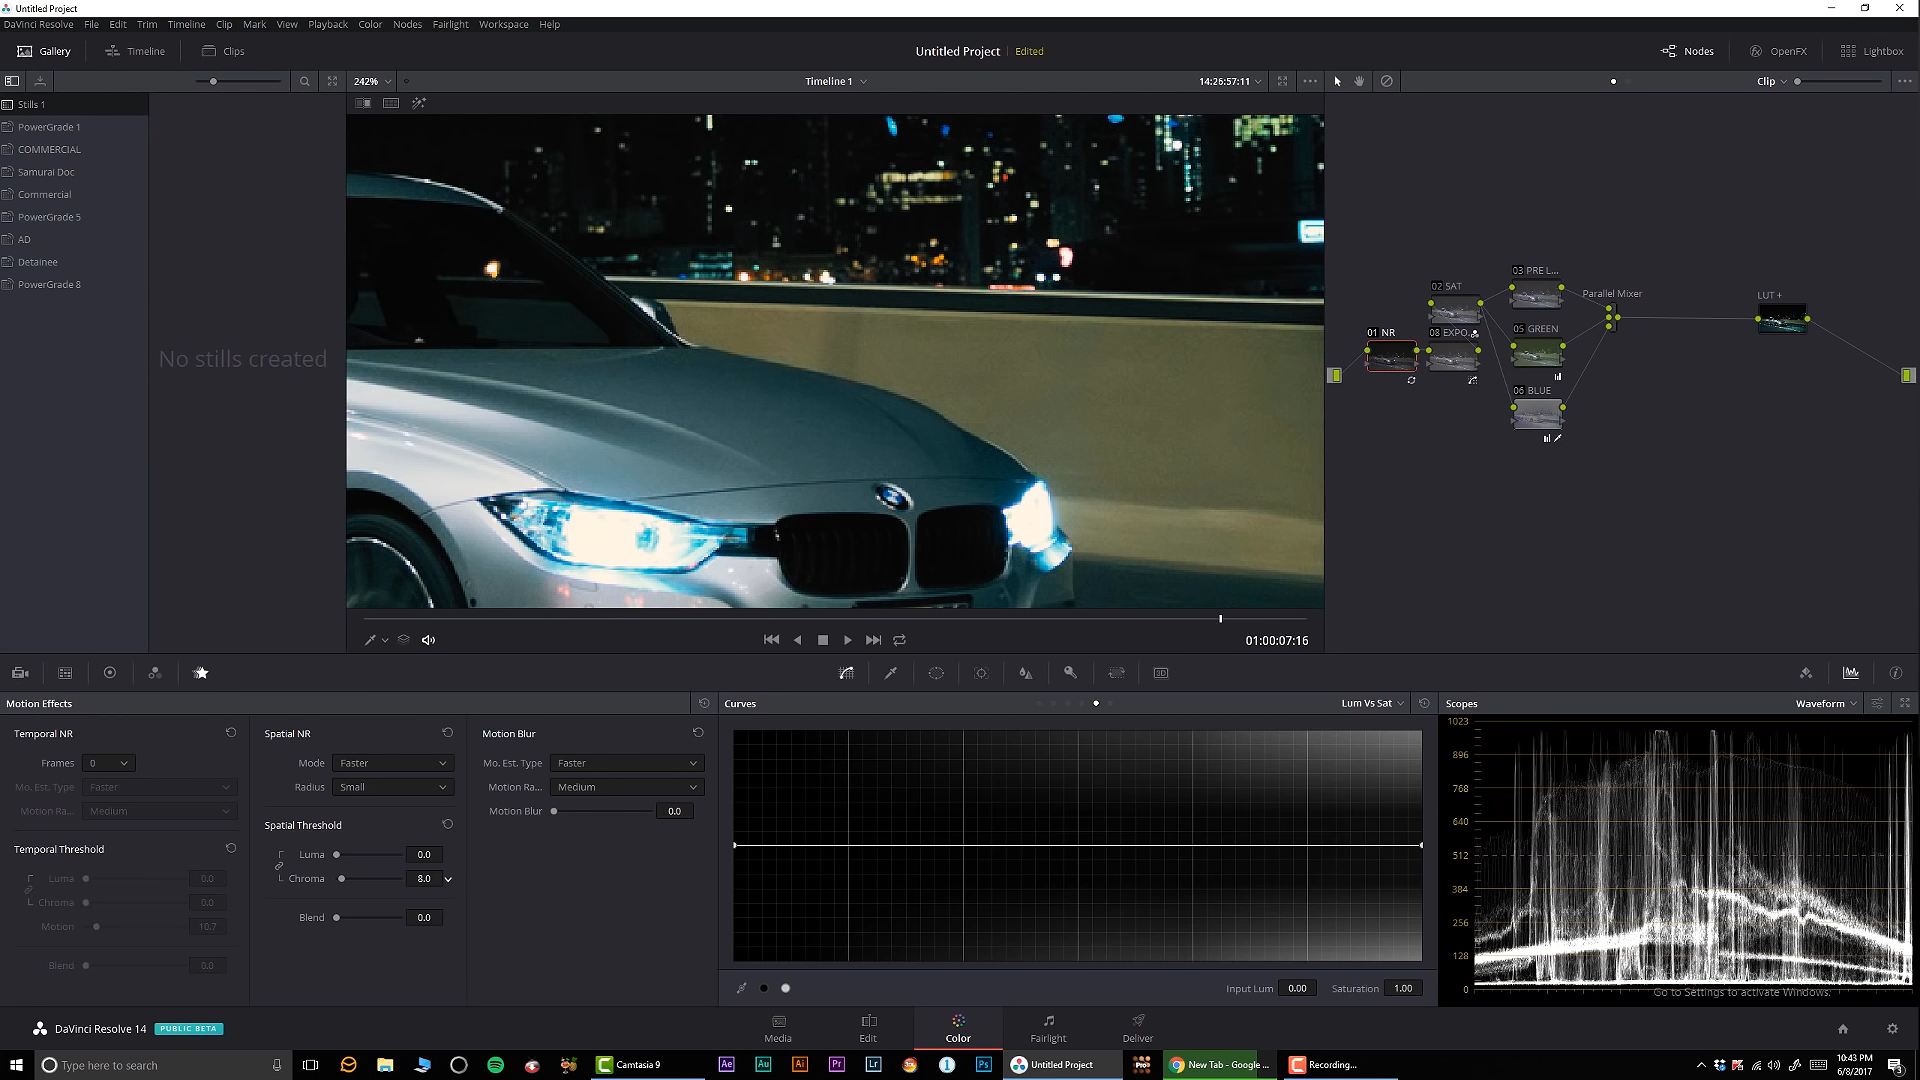 Untitled Project
DaVinci Resolve File Edit Trim Timeline Clip Mark View Playback Color Nodes Fairlight Workspace Help
Gallery Timeline Clips Untitled Project Edited Nodes OpenFX Lightbox
242% Timeline 1 14:26:57:11 Clip
Stills 1
PowerGrade 1
COMMERCIAL
Samurai Doc
Commercial
PowerGrade 5
AD
Detainee
PowerGrade 8
No stills created
03 PRE L...
02 SAT
Parallel Mixer
LUT +
05 GREEN
01 NR
08 EXPO...
06 BLUE
01:00:07:16
3D
Motion Effects Curves Lum Vs Sat Scopes Waveform
Temporal NR Spatial NR Motion Blur
Frames 0 Mode Faster Mo. Est. Type Faster
Mo. Est. Type Faster Radius Small Motion Ra... Medium
Motion Ra... Medium Motion Blur 0.0
Spatial Threshold
Temporal Threshold
Luma 0.0
Chroma 8.0
Luma 0.0
Chroma 0.0
Blend 0.0
Motion 10.7
Blend 0.0
Input Lum 0.00 Saturation 1.00
1023
896
768
640
512
384
256
128
0
Go to Settings to activate Windows.
DaVinci Resolve 14 PUBLIC BETA
Media Edit Color Fairlight Deliver
Type here to search Camtasia 9 Ae Au Ai Pr Lr Ps Untitled Project New Tab - Google ... Recording...
10:43 PM
6/8/2017